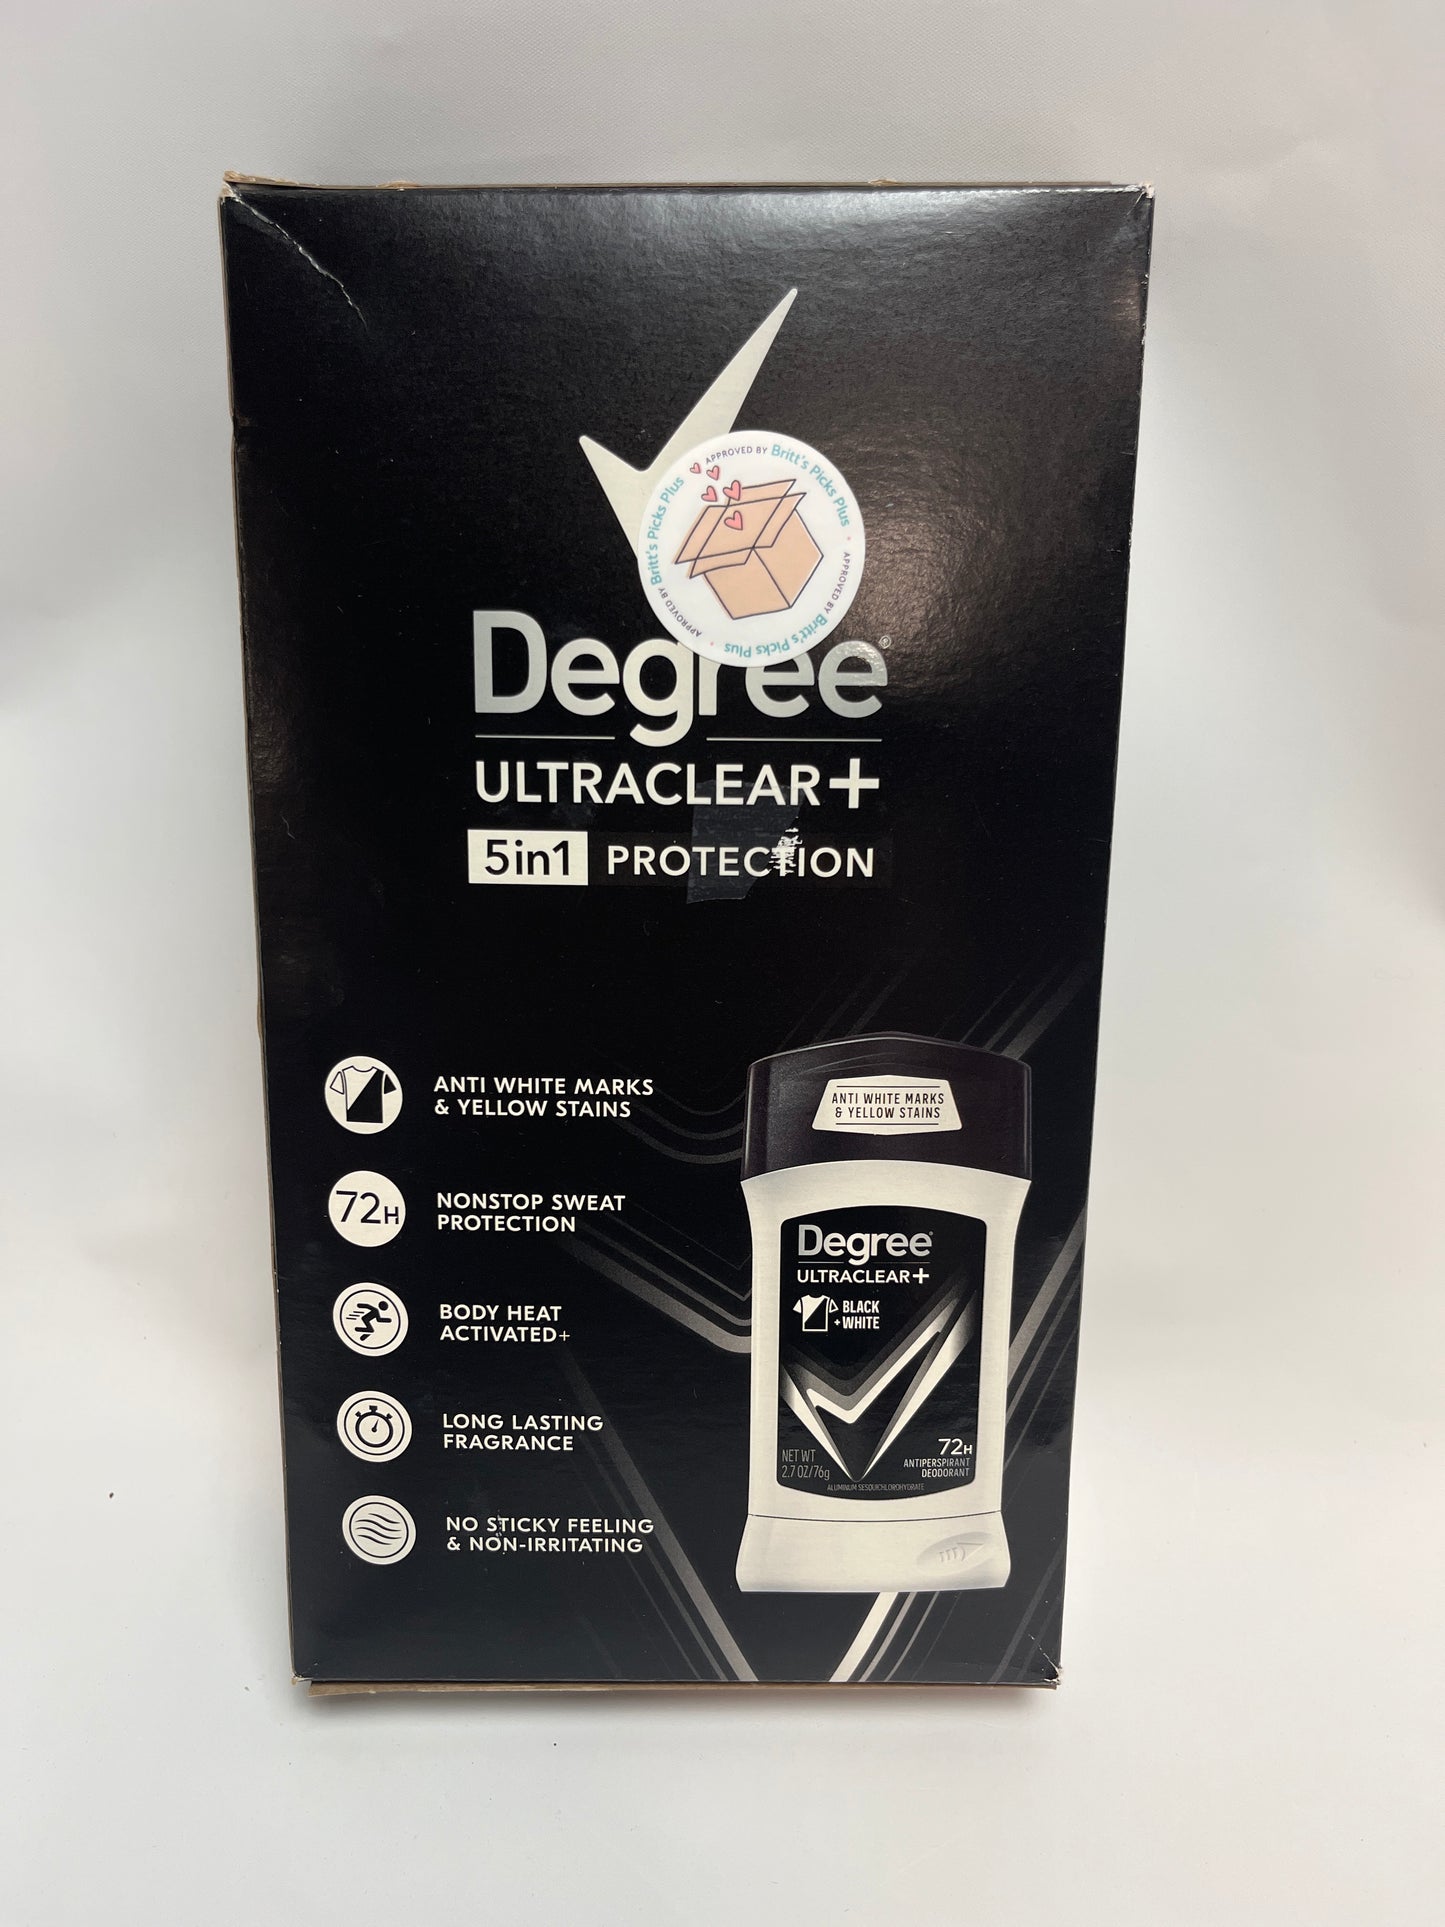 APPROVED BY Britt's Picks Plus
APPROVED BY Britt's Picks Plus
APPROVED BY Britt's Picks Plus
Degree®
ULTRACLEAR+
5in1 PROTECTION
ANTI WHITE MARKS
& YELLOW STAINS
72H
NONSTOP SWEAT
PROTECTION
BODY HEAT
ACTIVATED+
LONG LASTING
FRAGRANCE
NO STICKY FEELING
& NON-IRRITATING
ANTI WHITE MARKS
& YELLOW STAINS
Degree®
ULTRACLEAR+
BLACK
+WHITE
NET WT
2.7 OZ/76g
72H
ANTIPERSPIRANT
DEODORANT
ALUMINUM SESQUICHLOROHYDRATE